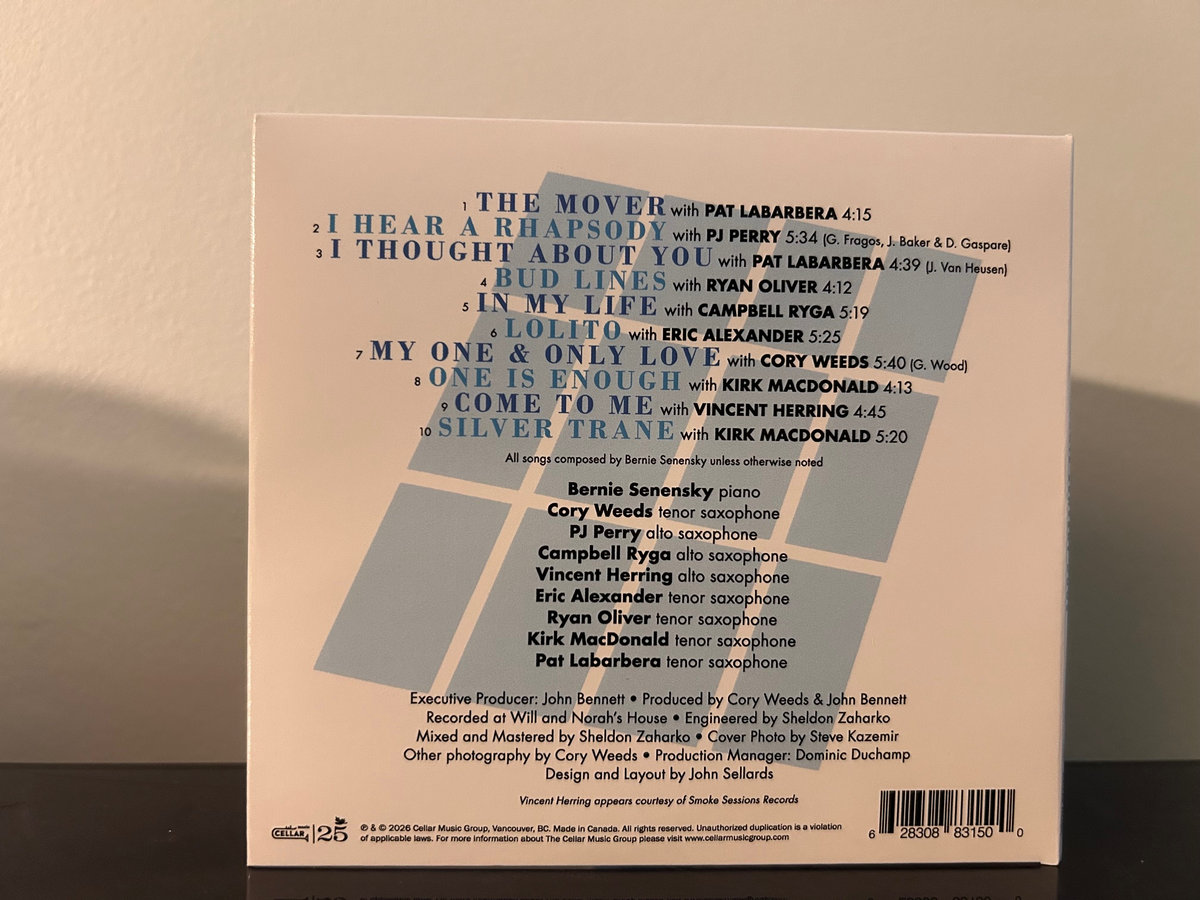 1 THE MOVER with PAT LABARBERA 4:15
2 I HEAR A RHAPSODY with PJ PERRY 5:34 (G. Fragos, J. Baker & D. Gaspare)
3 I THOUGHT ABOUT YOU with PAT LABARBERA 4:39 (J. Van Heusen)
4 BUD LINES with RYAN OLIVER 4:12
5 IN MY LIFE with CAMPBELL RYGA 5:19
6 LOLITO with ERIC ALEXANDER 5:25
7 MY ONE & ONLY LOVE with CORY WEEDS 5:40 (G. Wood)
8 ONE IS ENOUGH with KIRK MACDONALD 4:13
9 COME TO ME with VINCENT HERRING 4:45
10 SILVER TRANE with KIRK MACDONALD 5:20
All songs composed by Bernie Senensky unless otherwise noted
Bernie Senensky piano
Cory Weeds tenor saxophone
PJ Perry alto saxophone
Campbell Ryga alto saxophone
Vincent Herring alto saxophone
Eric Alexander tenor saxophone
Ryan Oliver tenor saxophone
Kirk MacDonald tenor saxophone
Pat Labarbera tenor saxophone
Executive Producer: John Bennett • Produced by Cory Weeds & John Bennett
Recorded at Will and Norah's House • Engineered by Sheldon Zaharko
Mixed and Mastered by Sheldon Zaharko • Cover Photo by Steve Kazemir
Other photography by Cory Weeds • Production Manager: Dominic Duchamp
Design and Layout by John Sellards
Vincent Herring appears courtesy of Smoke Sessions Records
CELLAR 25
℗ & © 2026 Cellar Music Group, Vancouver, BC. Made in Canada. All rights reserved. Unauthorized duplication is a violation
of applicable laws. For more information about The Cellar Music Group please visit www.cellarmusicgroup.com
6 28308 83150 0